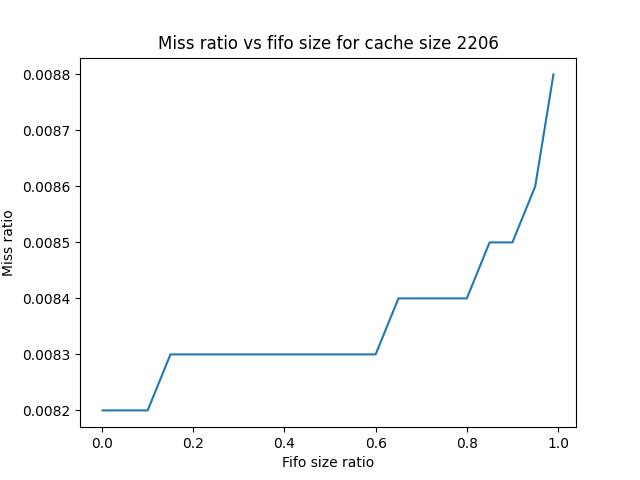 Miss ratio vs fifo size for cache size 2206
0.0088
0.0087
0.0086
0.0085
0.0084
0.0083
0.0082
Miss ratio
0.0 0.2 0.4 0.6 0.8 1.0
Fifo size ratio